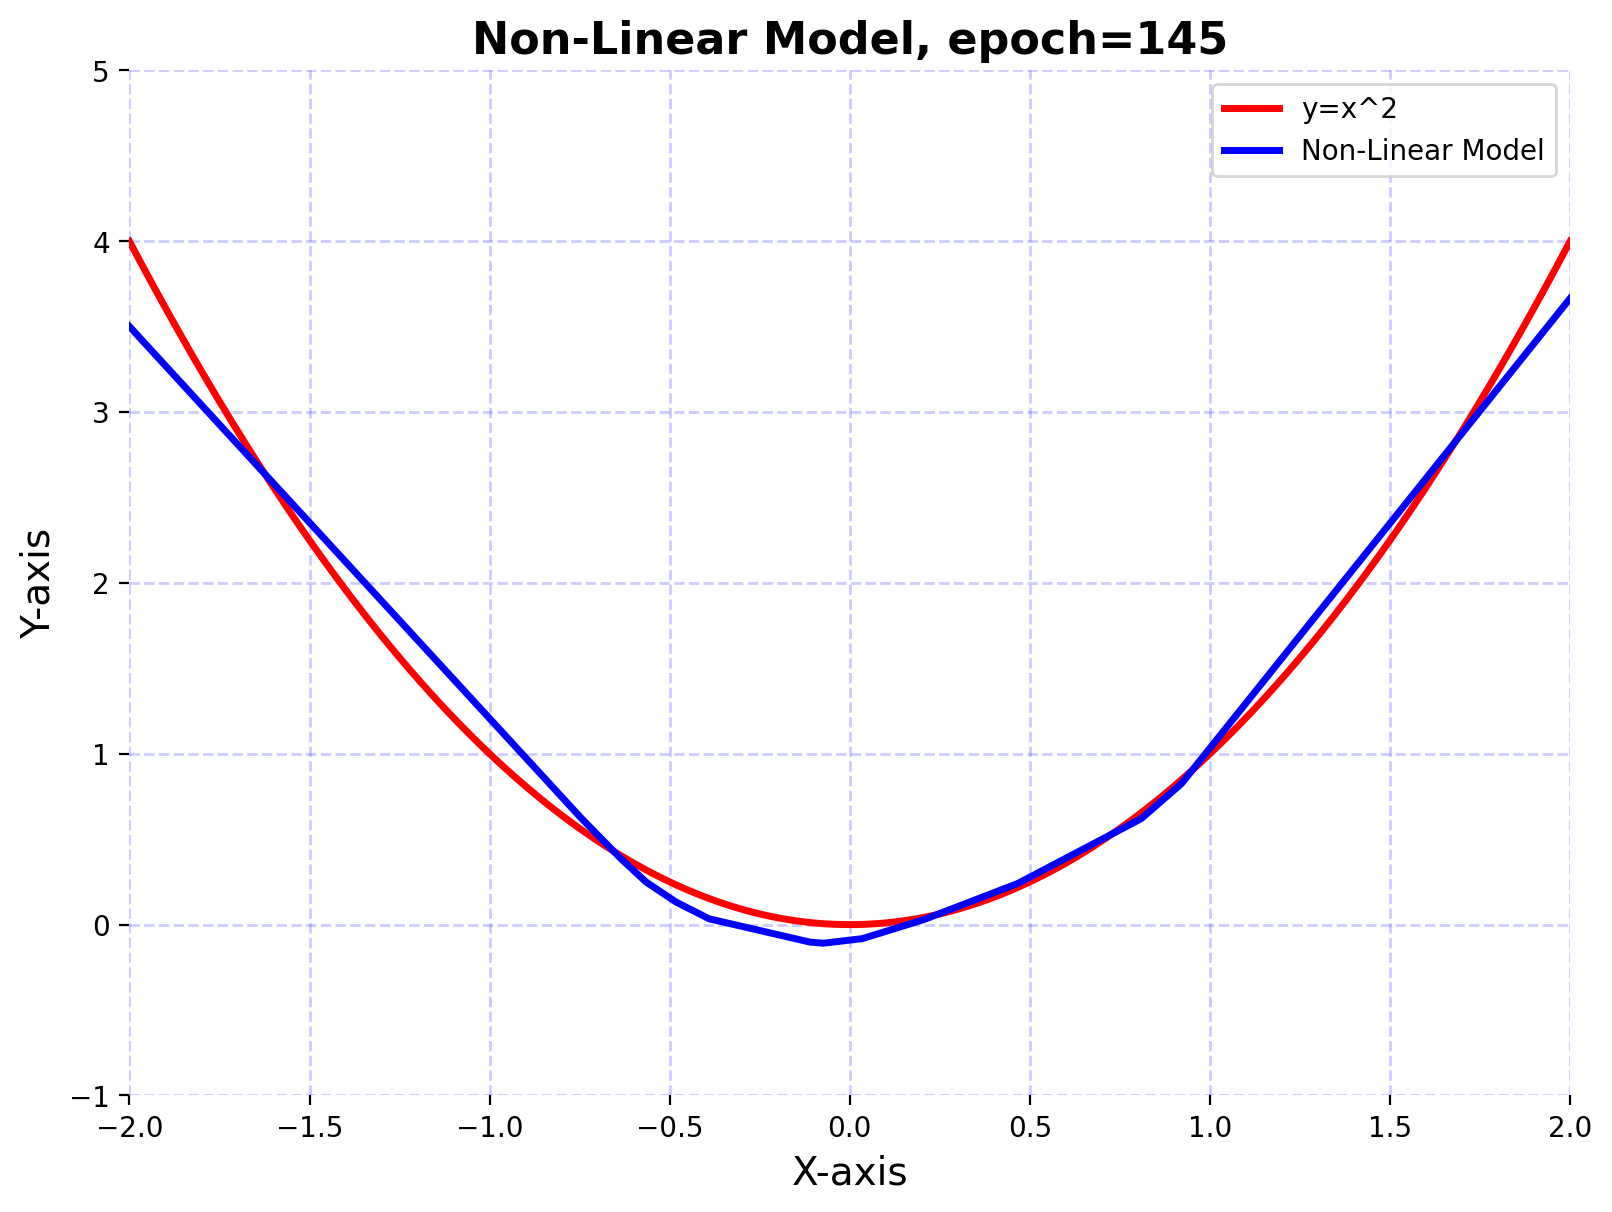 Non-Linear Model, epoch=145
y=x^2
Non-Linear Model
5
4
3
2
1
0
−1
Y-axis
−2.0 −1.5 −1.0 −0.5 0.0 0.5 1.0 1.5 2.0
X-axis